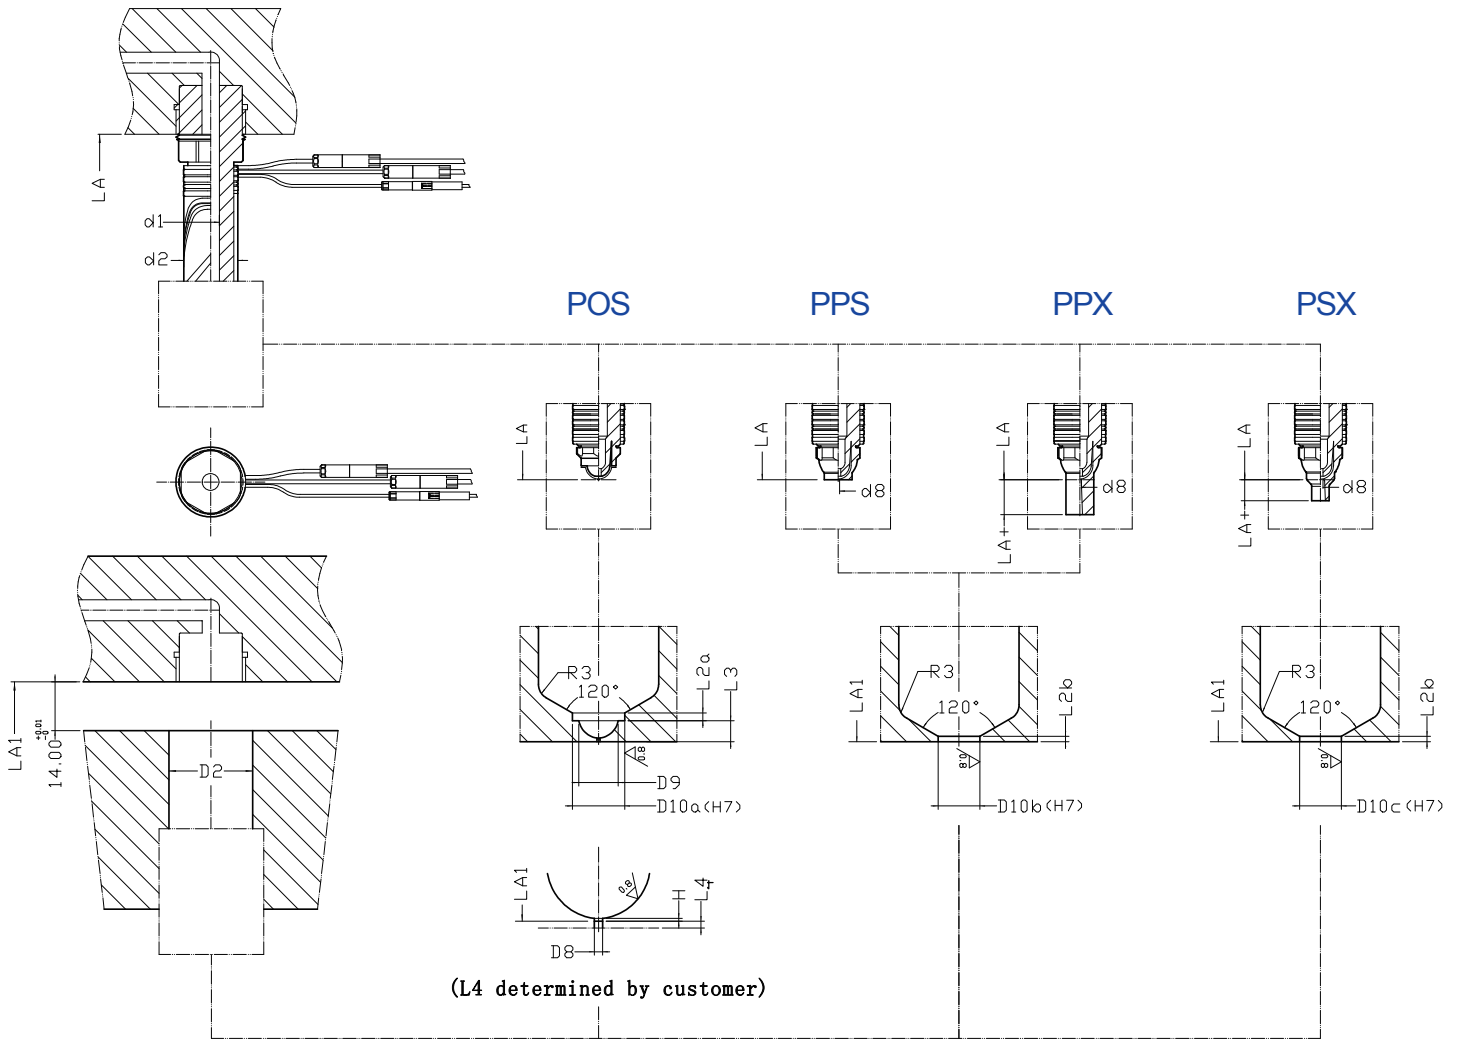 LA
d1
d2
POS
PPS
PPX
PSX
LA
LA
d8
LA
LA+
d8
LA
LA+
d8
LA1
14.00 +0.01 -0
D2
R3
120°
L2a
L3
0.8
D9
D10a(H7)
LA1
R3
120°
L2b
0.8
D10b(H7)
LA1
R3
120°
L2b
0.8
D10c(H7)
LA1
0.8
H
L4
D8
(L4 determined by customer)